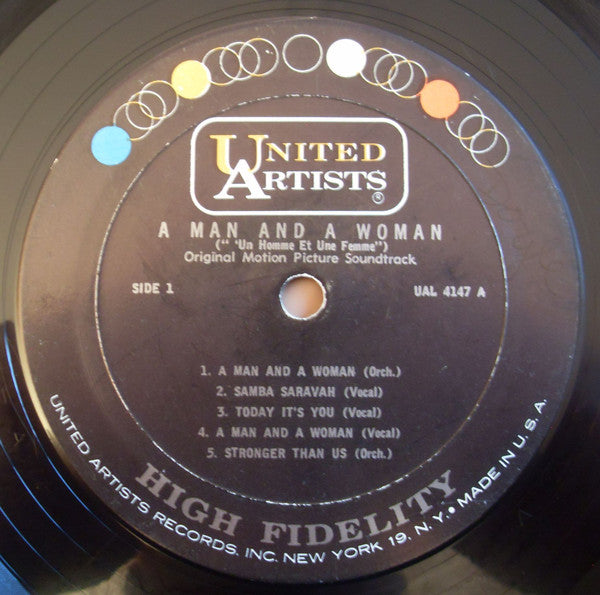 UNITED
ARTISTS ®
A MAN AND A WOMAN
("'Un Homme Et Une Femme")
Original Motion Picture Soundtrack
SIDE 1
UAL 4147 A
1. A MAN AND A WOMAN (Orch.)
2. SAMBA SARAVAH (Vocal)
3. TODAY IT'S YOU (Vocal)
4. A MAN AND A WOMAN (Vocal)
5. STRONGER THAN US (Orch.)
HIGH FIDELITY
UNITED ARTISTS RECORDS, INC. NEW YORK 19, N.Y. • MADE IN U.S.A.